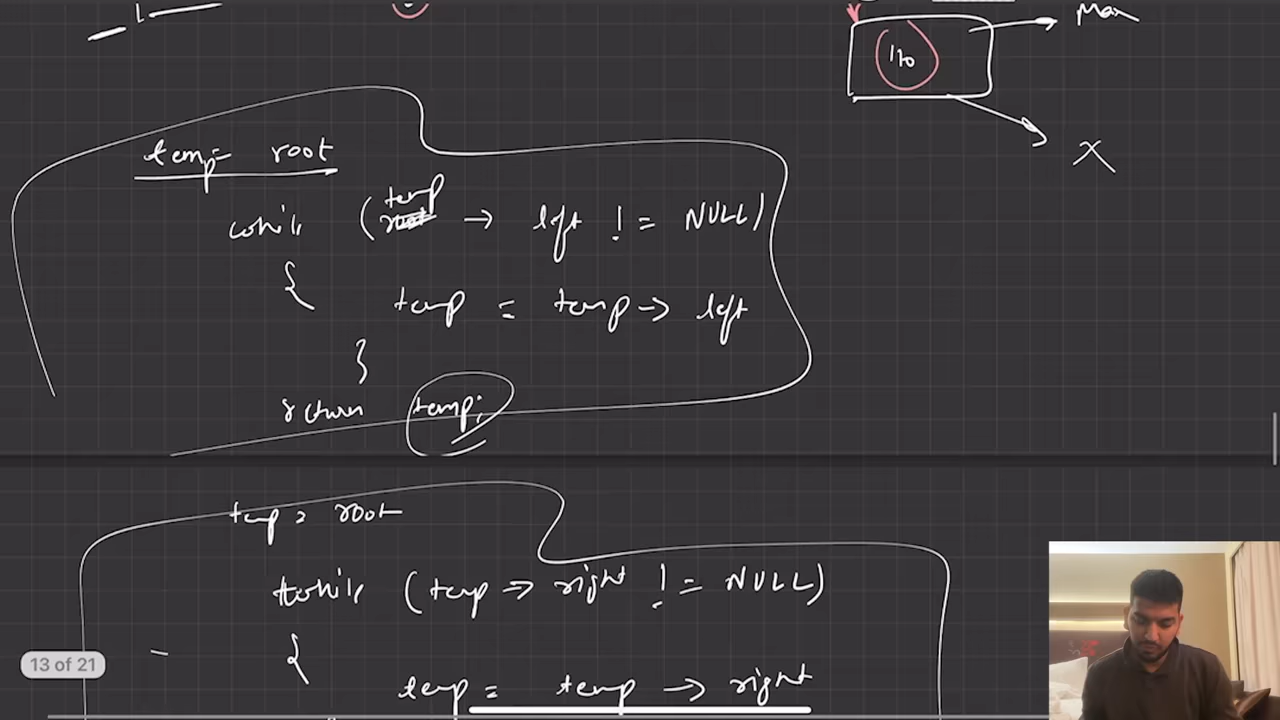 Max
110
X
temp = root
while (temp → left != NULL)
{
temp = temp → left
}
return temp;
temp = root
while (temp → right != NULL)
{
temp = temp → right
13 of 21